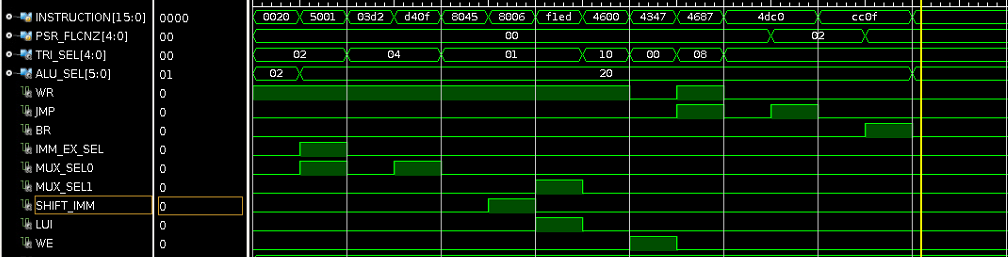 INSTRUCTION[15:0] 0000 0020 5001 03d2 d40f 8045 8006 f1ed 4600 4347 4687 4dc0 cc0f
PSR_FLCNZ[4:0] 00 00 02
TRI_SEL[4:0] 00 02 04 01 10 00 08
ALU_SEL[5:0] 01 02 20
WR 0
JMP 0
BR 0
IMM_EX_SEL 0
MUX_SEL0 0
MUX_SEL1 0
SHIFT_IMM 0
LUI 0
WE 0